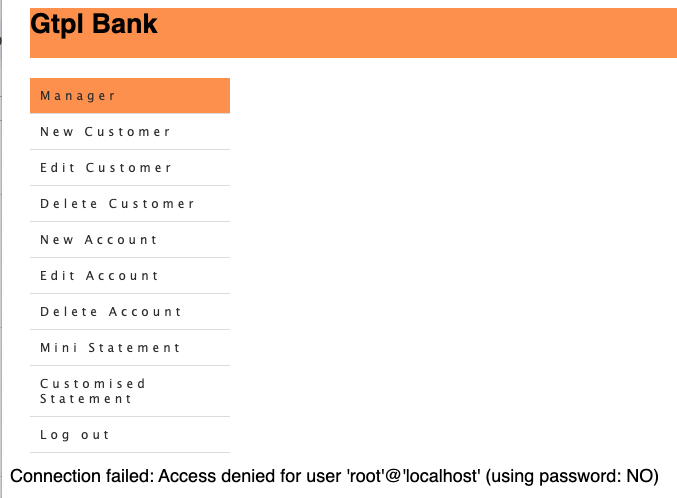 Gtpl Bank
Manager
New Customer
Edit Customer
Delete Customer
New Account
Edit Account
Delete Account
Mini Statement
Customised
Statement
Log out
Connection failed: Access denied for user 'root'@'localhost' (using password: NO)